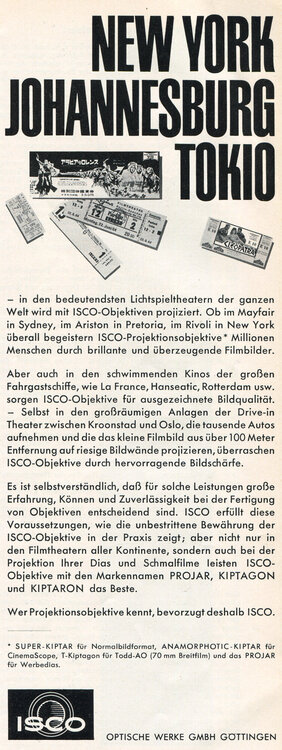 NEW YORK
JOHANNESBURG
TOKIO
アラビアのロレンス
CLEOPATRA
– in den bedeutendsten Lichtspieltheatern der ganzen
Welt wird mit ISCO-Objektiven projiziert. Ob im Mayfair
in Sydney, im Ariston in Pretoria, im Rivoli in New York
überall begeistern ISCO-Projektionsobjektive* Millionen
Menschen durch brillante und überzeugende Filmbilder.
Aber auch in den schwimmenden Kinos der großen
Fahrgastschiffe, wie La France, Hanseatic, Rotterdam usw.
sorgen ISCO-Objektive für ausgezeichnete Bildqualität.
– Selbst in den großräumigen Anlagen der Drive-in
Theater zwischen Kroonstad und Oslo, die tausende Autos
aufnehmen und die das kleine Filmbild aus über 100 Meter
Entfernung auf riesige Bildwände projizieren, überraschen
ISCO-Objektive durch hervorragende Bildschärfe.
Es ist selbstverständlich, daß für solche Leistungen große
Erfahrung, Können und Zuverlässigkeit bei der Fertigung
von Objektiven entscheidend sind. ISCO erfüllt diese
Voraussetzungen, wie die unbestrittene Bewährung der
ISCO-Objektive in der Praxis zeigt; aber nicht nur in
den Filmtheatern aller Kontinente, sondern auch bei der
Projektion Ihrer Dias und Schmalfilme leisten ISCO-
Objektive mit den Markennamen PROJAR, KIPTAGON
und KIPTARON das Beste.
Wer Projektionsobjektive kennt, bevorzugt deshalb ISCO.
* SUPER-KIPTAR für Normalbildformat, ANAMORPHOTIC-KIPTAR für
CinemaScope, T-Kiptagon für Todd-AO (70 mm Breitfilm) und das PROJAR
für Werbedias.
ISCO
OPTISCHE WERKE GMBH GÖTTINGEN